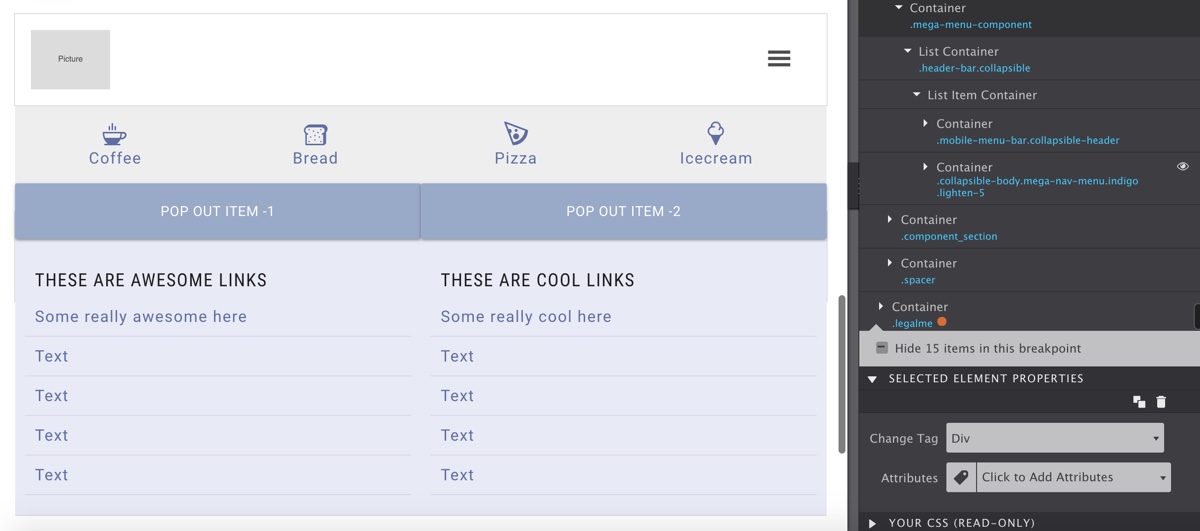 Picture
Coffee
Bread
Pizza
Icecream
POP OUT ITEM -1
POP OUT ITEM -2
THESE ARE AWESOME LINKS
Some really awesome here
Text
Text
Text
Text
THESE ARE COOL LINKS
Some really cool here
Text
Text
Text
Text
Container
.mega-menu-component
List Container
.header-bar.collapsible
List Item Container
Container
.mobile-menu-bar.collapsible-header
Container
.collapsible-body.mega-nav-menu.indigo
.lighten-5
Container
.component_section
Container
.spacer
Container
.legalme
Hide 15 items in this breakpoint
SELECTED ELEMENT PROPERTIES
Change Tag
Div
Attributes
Click to Add Attributes
YOUR CSS (READ-ONLY)